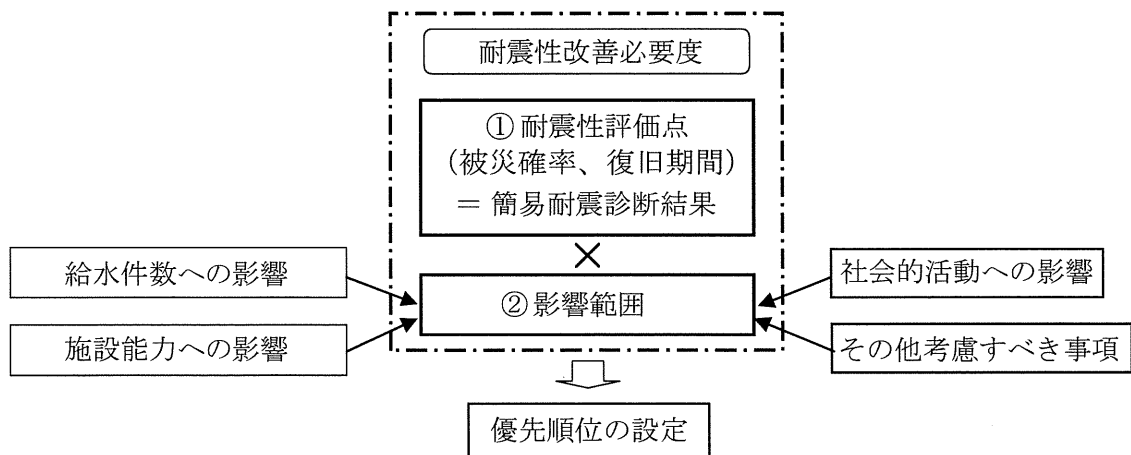 耐震性改善必要度
①耐震性評価点
(被災確率、復旧期間)
= 簡易耐震診断結果
×
給水件数への影響
②影響範囲
社会的活動への影響
施設能力への影響
その他考慮すべき事項
優先順位の設定